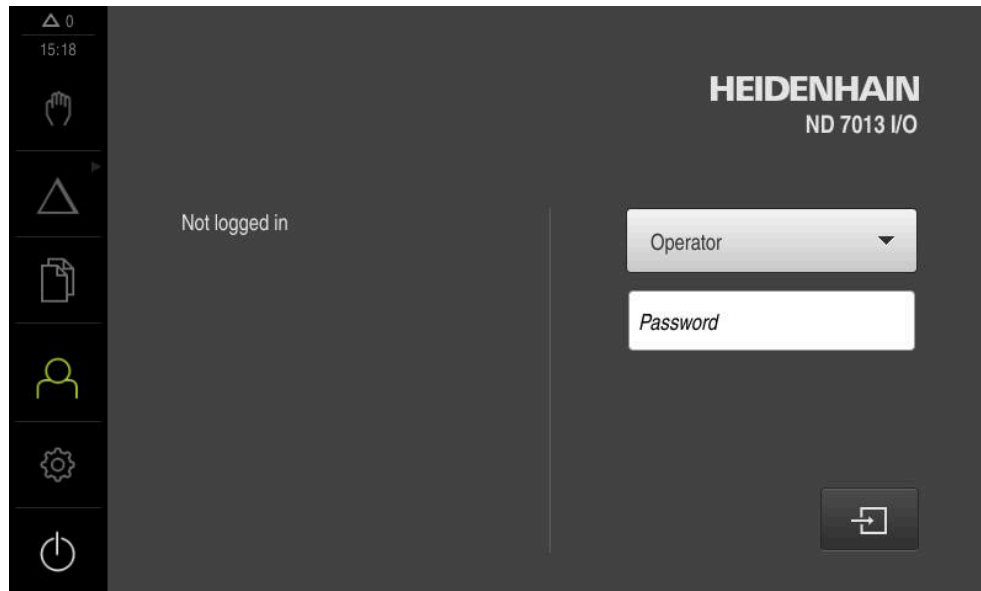 0
15:18
HEIDENHAIN
ND 7013 I/O
Not logged in
Operator
Password